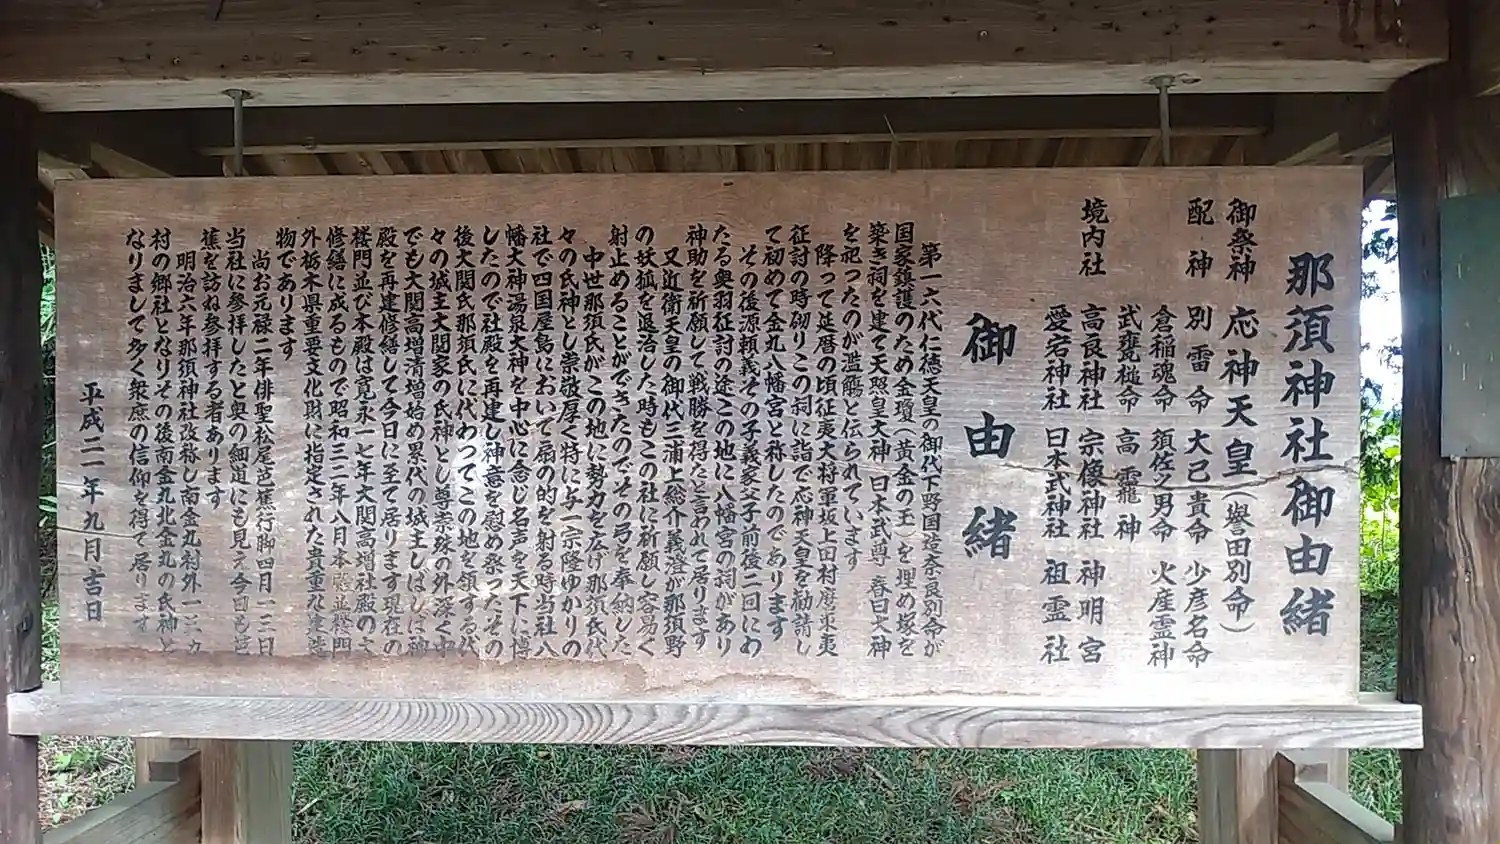 那須神社御由緒
御祭神 応神天皇(誉田別命)
配神 別雷命 大己貴命 少彦名命
倉稲魂命 須佐之男命 火産霊神
武甕槌命 高靇神
境内社 高良神社 宗像神社 神明宮
愛宕神社 日本武神社 祖霊社
御由緒
第一六代仁徳天皇の御代下野国造奈良別命が
国家鎮護のため金瓊(黄金の玉)を埋め塚を
築き祠を建て天照皇大神 日本武尊 春日大神
を祀ったのが濫觴と伝られています
降って延暦の頃征夷大将軍坂上田村麿東夷
征討の時砌りこの祠に詣で応神天皇を勧請し
て初めて金丸八幡宮と称したのであります
その後源頼義その子義家父子前後二回にわ
たる奥羽征討の途この地に八幡宮の祠があり
神助を祈願して戦勝を得たと言われて居ります
又近衛天皇の御代三浦上総介義澄が那須野
の妖狐を退治した時もこの社に祈願し容易く
射止めることができたのでその弓を奉納した
中世那須氏がこの地に勢力を広げ那須氏代
々の氏神とし崇敬厚く特に与一宗隆ゆかりの
社で四国屋島において扇の的を射る時当社八
幡大神湯泉大神を中心に念じ名声を天下に博
したので社殿を再建し神意を慰め祭ったその
後大関氏那須氏に代わってこの地を領する代
々の城主大関家の氏神とし尊崇殊の外深く中
でも大関高増清増始め累代の城主しばしば神
殿を再建修繕して今日に至て居ります現在の
楼門並び本殿は寛永一七年大関高増社殿の大
修繕に成るもので昭和三二年八月本殿並楼門
外栃木県重要文化財に指定された貴重な建造
物であります
尚お元禄二年俳聖松尾芭蕉行脚四月一三日
当社に参拝したと奥の細道にも見え今日も芭
蕉を訪ね参拝する者あります
明治六年那須神社改称し南金丸村外一三カ
村の郷社となりその後南金丸北金丸の氏神と
なりまして多く衆庶の信仰を得て居ります
平成二一年九月吉日